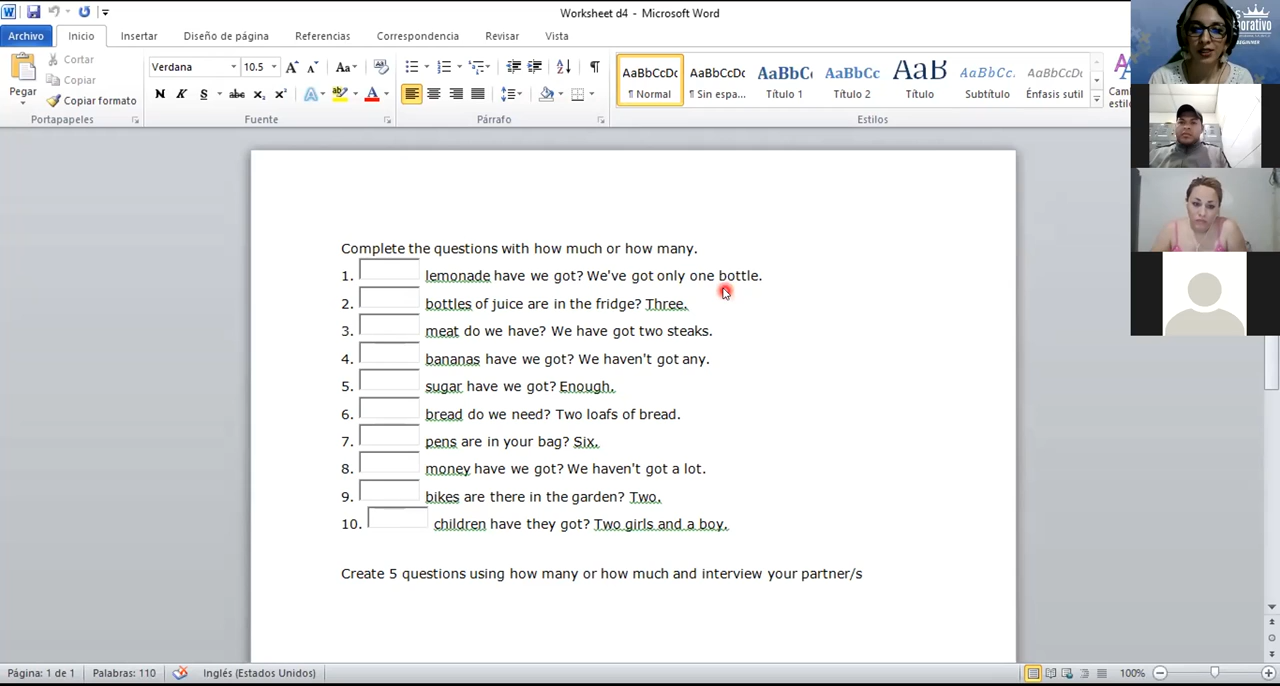 Worksheet d4 - Microsoft Word
Archivo Inicio Insertar Diseño de página Referencias Correspondencia Revisar Vista
Pegar
Cortar
Copiar
Copiar formato
Portapapeles
Verdana 10.5
Fuente
Párrafo
AaBbCcDc AaBbCcDc AaBbC AaBbCc AaB AaBbCc. AaBbCcDc
¶ Normal ¶ Sin espa... Título 1 Título 2 Título Subtítulo Énfasis sutil
Estilos
Complete the questions with how much or how many.
1. lemonade have we got? We've got only one bottle.
2. bottles of juice are in the fridge? Three.
3. meat do we have? We have got two steaks.
4. bananas have we got? We haven't got any.
5. sugar have we got? Enough.
6. bread do we need? Two loafs of bread.
7. pens are in your bag? Six.
8. money have we got? We haven't got a lot.
9. bikes are there in the garden? Two.
10. children have they got? Two girls and a boy.
Create 5 questions using how many or how much and interview your partner/s
Página: 1 de 1 Palabras: 110 Inglés (Estados Unidos) 100%